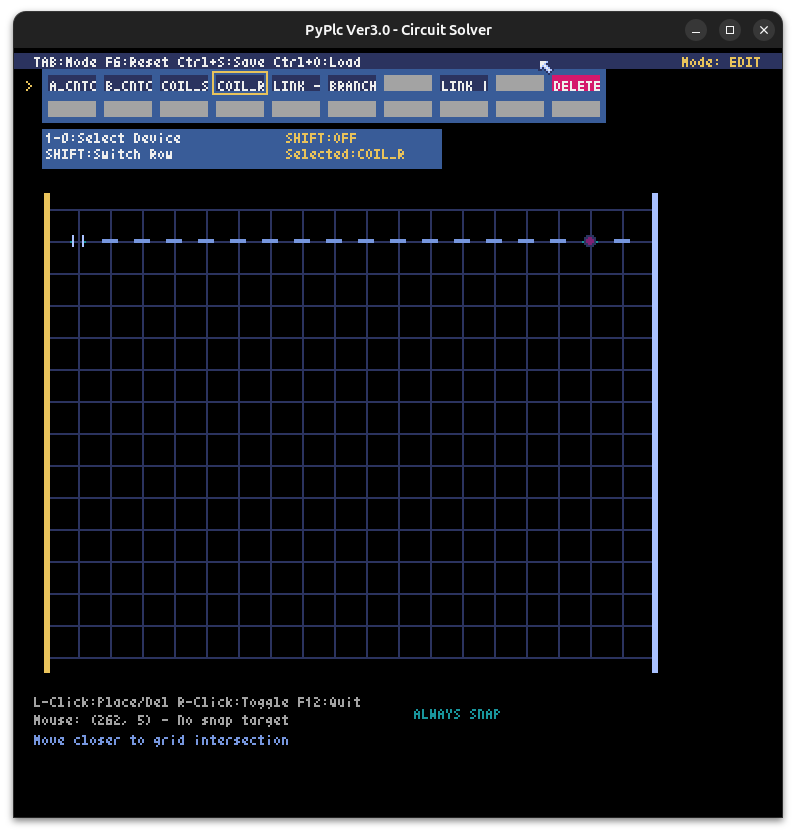 PyPlc Ver3.0 - Circuit Solver
TAB:Mode F6:Reset Ctrl+S:Save Ctrl+O:Load Mode: EDIT
> A_CNTC B_CNTC COIL_S COIL_R LINK - BRANCH LINK | DELETE
1-0:Select Device SHIFT:OFF
SHIFT:Switch Row Selected:COIL_R
L-Click:Place/Del R-Click:Toggle F12:Quit
Mouse: (262, 5) - No snap target
ALWAYS SNAP
Move closer to grid intersection